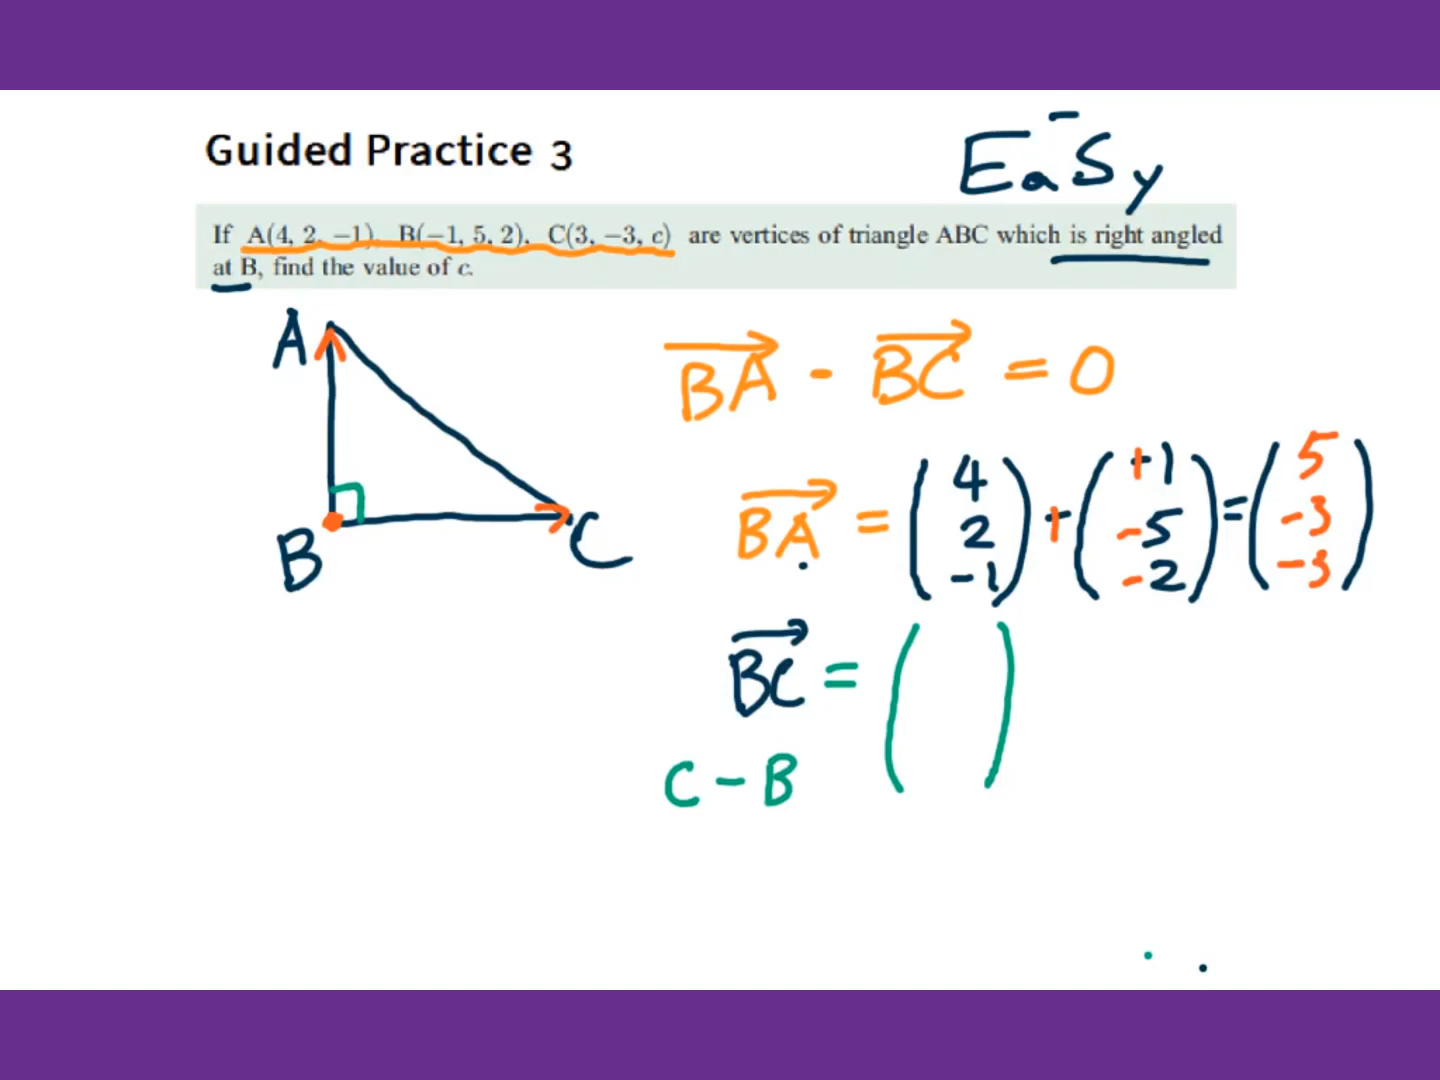 Guided Practice 3
EaSy
If A(4, 2, −1), B(−1, 5, 2), C(3, −3, c) are vertices of triangle ABC which is right angled
at B, find the value of c.
A
B
C
BA - BC = 0
BA = (4 2 -1) + (+1 -5 -2) = (5 -3 -3)
BC = ( )
C - B